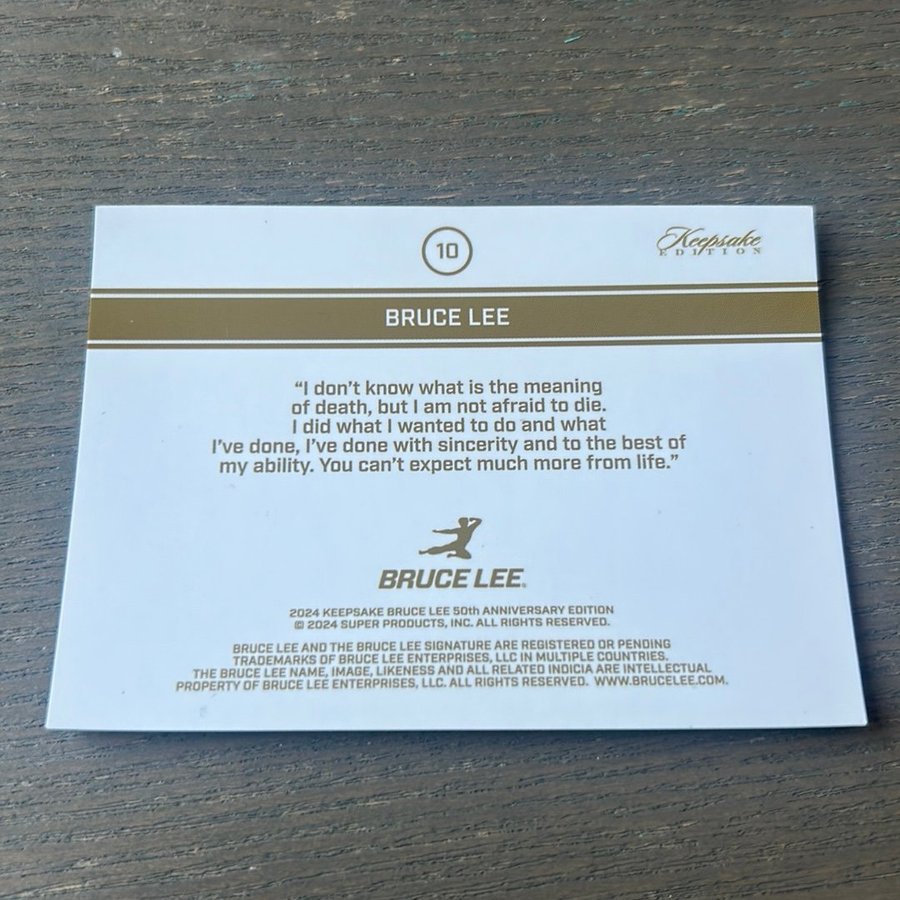 10
Keepsake
EDITION
BRUCE LEE
“I don’t know what is the meaning
of death, but I am not afraid to die.
I did what I wanted to do and what
I’ve done, I’ve done with sincerity and to the best of
my ability. You can’t expect much more from life.”
BRUCE LEE
2024 KEEPSAKE BRUCE LEE 50th ANNIVERSARY EDITION
© 2024 SUPER PRODUCTS, INC. ALL RIGHTS RESERVED.
BRUCE LEE AND THE BRUCE LEE SIGNATURE ARE REGISTERED OR PENDING
TRADEMARKS OF BRUCE LEE ENTERPRISES, LLC IN MULTIPLE COUNTRIES.
THE BRUCE LEE NAME, IMAGE, LIKENESS AND ALL RELATED INDICIA ARE INTELLECTUAL
PROPERTY OF BRUCE LEE ENTERPRISES, LLC. ALL RIGHTS RESERVED. WWW.BRUCELEE.COM.